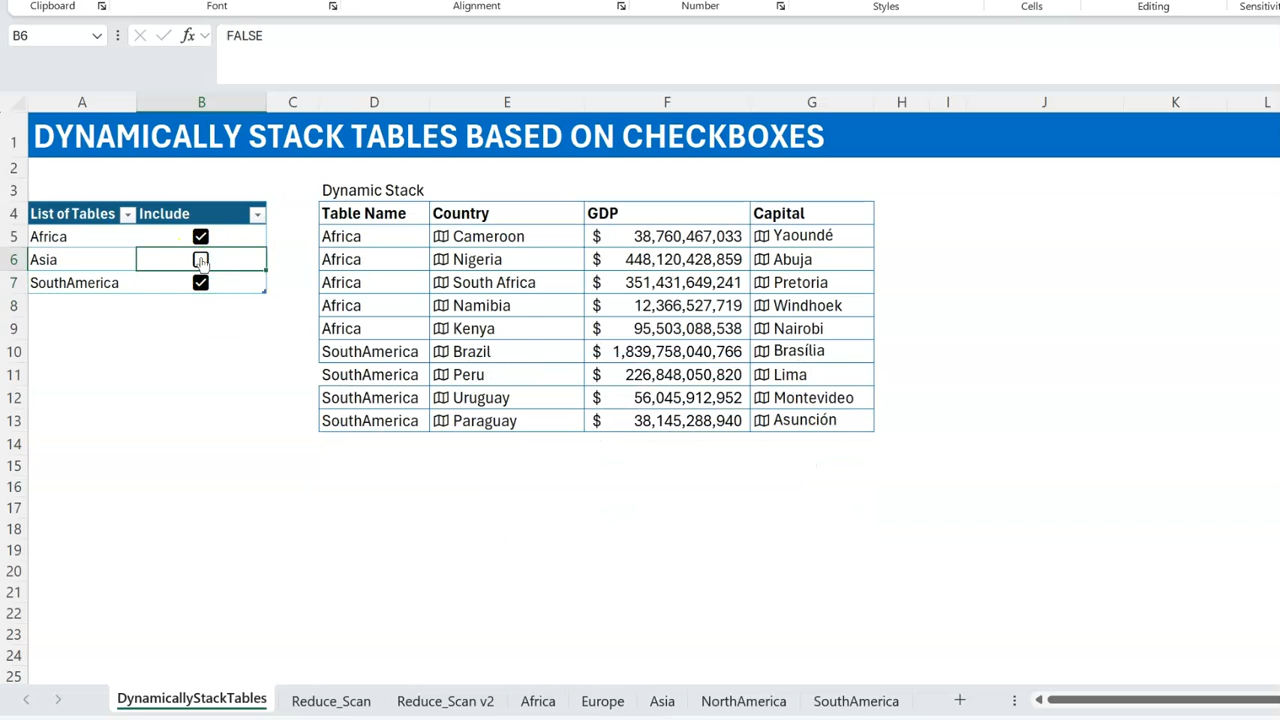 Clipboard Font Alignment Number Styles Cells Editing Sensitivi
B6 fx FALSE
A B C D E F G H I J K L
1 DYNAMICALLY STACK TABLES BASED ON CHECKBOXES
2
3 Dynamic Stack
4 List of Tables Include Table Name Country GDP Capital
5 Africa Africa Cameroon $ 38,760,467,033 Yaoundé
6 Asia Africa Nigeria $ 448,120,428,859 Abuja
7 SouthAmerica Africa South Africa $ 351,431,649,241 Pretoria
8 Africa Namibia $ 12,366,527,719 Windhoek
9 Africa Kenya $ 95,503,088,538 Nairobi
10 SouthAmerica Brazil $ 1,839,758,040,766 Brasília
11 SouthAmerica Peru $ 226,848,050,820 Lima
12 SouthAmerica Uruguay $ 56,045,912,952 Montevideo
13 SouthAmerica Paraguay $ 38,145,288,940 Asunción
14
15
16
17
18
19
20
21
22
23
24
25
DynamicallyStackTables Reduce_Scan Reduce_Scan v2 Africa Europe Asia NorthAmerica SouthAmerica